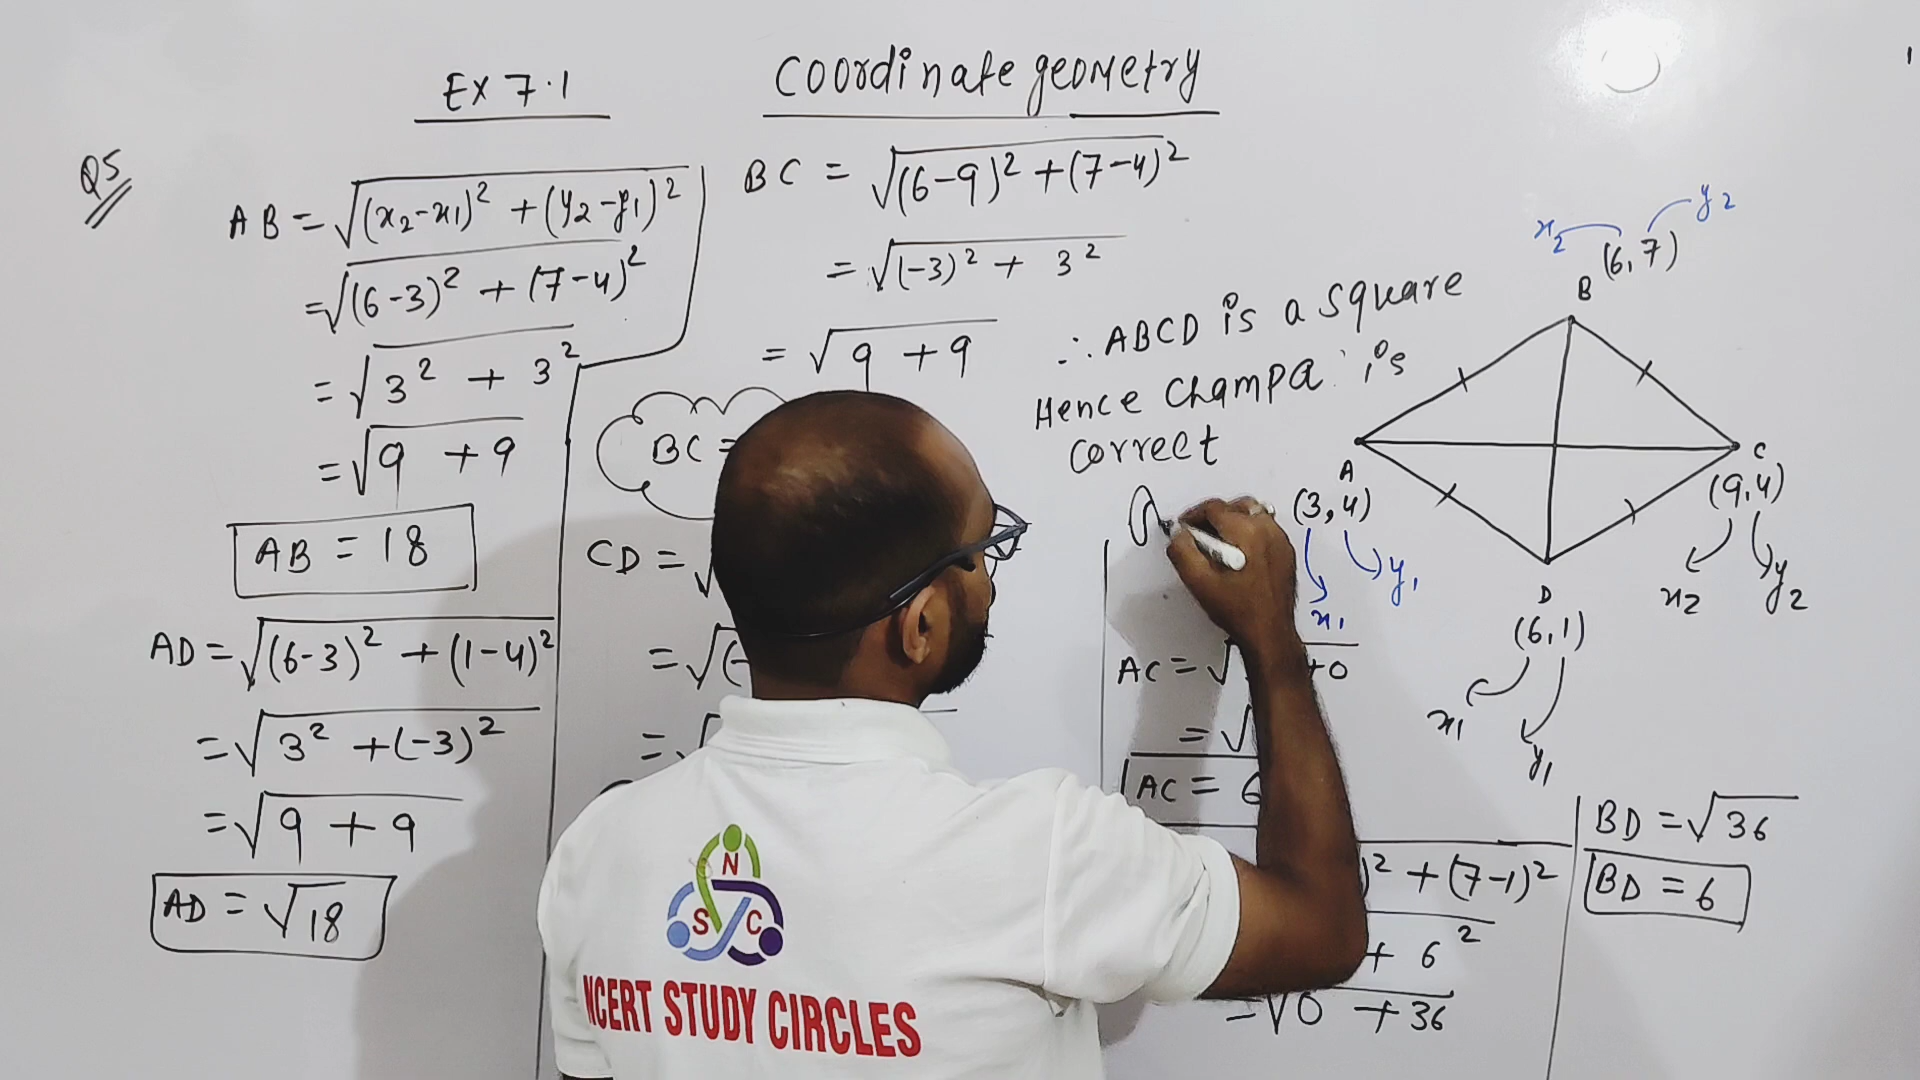 Ex 7.1
Coordinate geometry
Q5
AB = √(x₂-x₁)² + (y₂-y₁)²
= √(6-3)² + (7-4)²
= √3² + 3²
= √9 + 9
AB = 18
AD = √(6-3)² + (1-4)²
= √3² + (-3)²
= √9 + 9
AD = √18
BC = √(6-9)² + (7-4)²
= √(-3)² + 3²
= √9 + 9
BC =
CD = √
= √(-
= √
∴ ABCD is a square
Hence Champa is
correct
AC = √ +0
= √
AC = 6
)² + (7-1)²
+ 6²
= √0 + 36
BD = √36
BD = 6
x₂ y₂
(6,7)
B
A
(3,4)
x₁ y₁
C
(9,4)
x₂ y₂
D
(6,1)
x₁ y₁
N
S C
NCERT STUDY CIRCLES